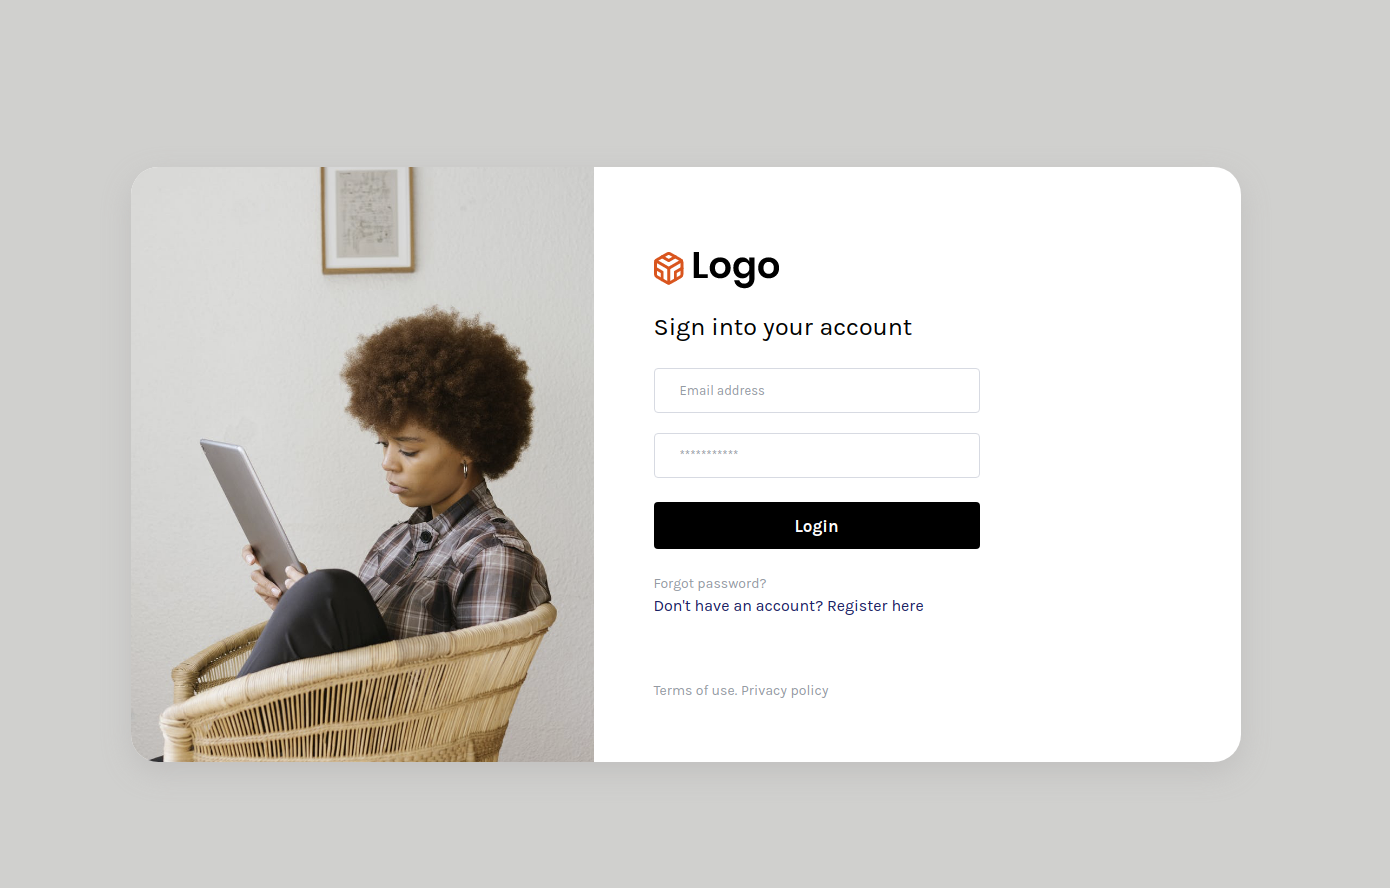 Logo
Sign into your account
Email address
***********
Login
Forgot password?
Don't have an account? Register here
Terms of use. Privacy policy